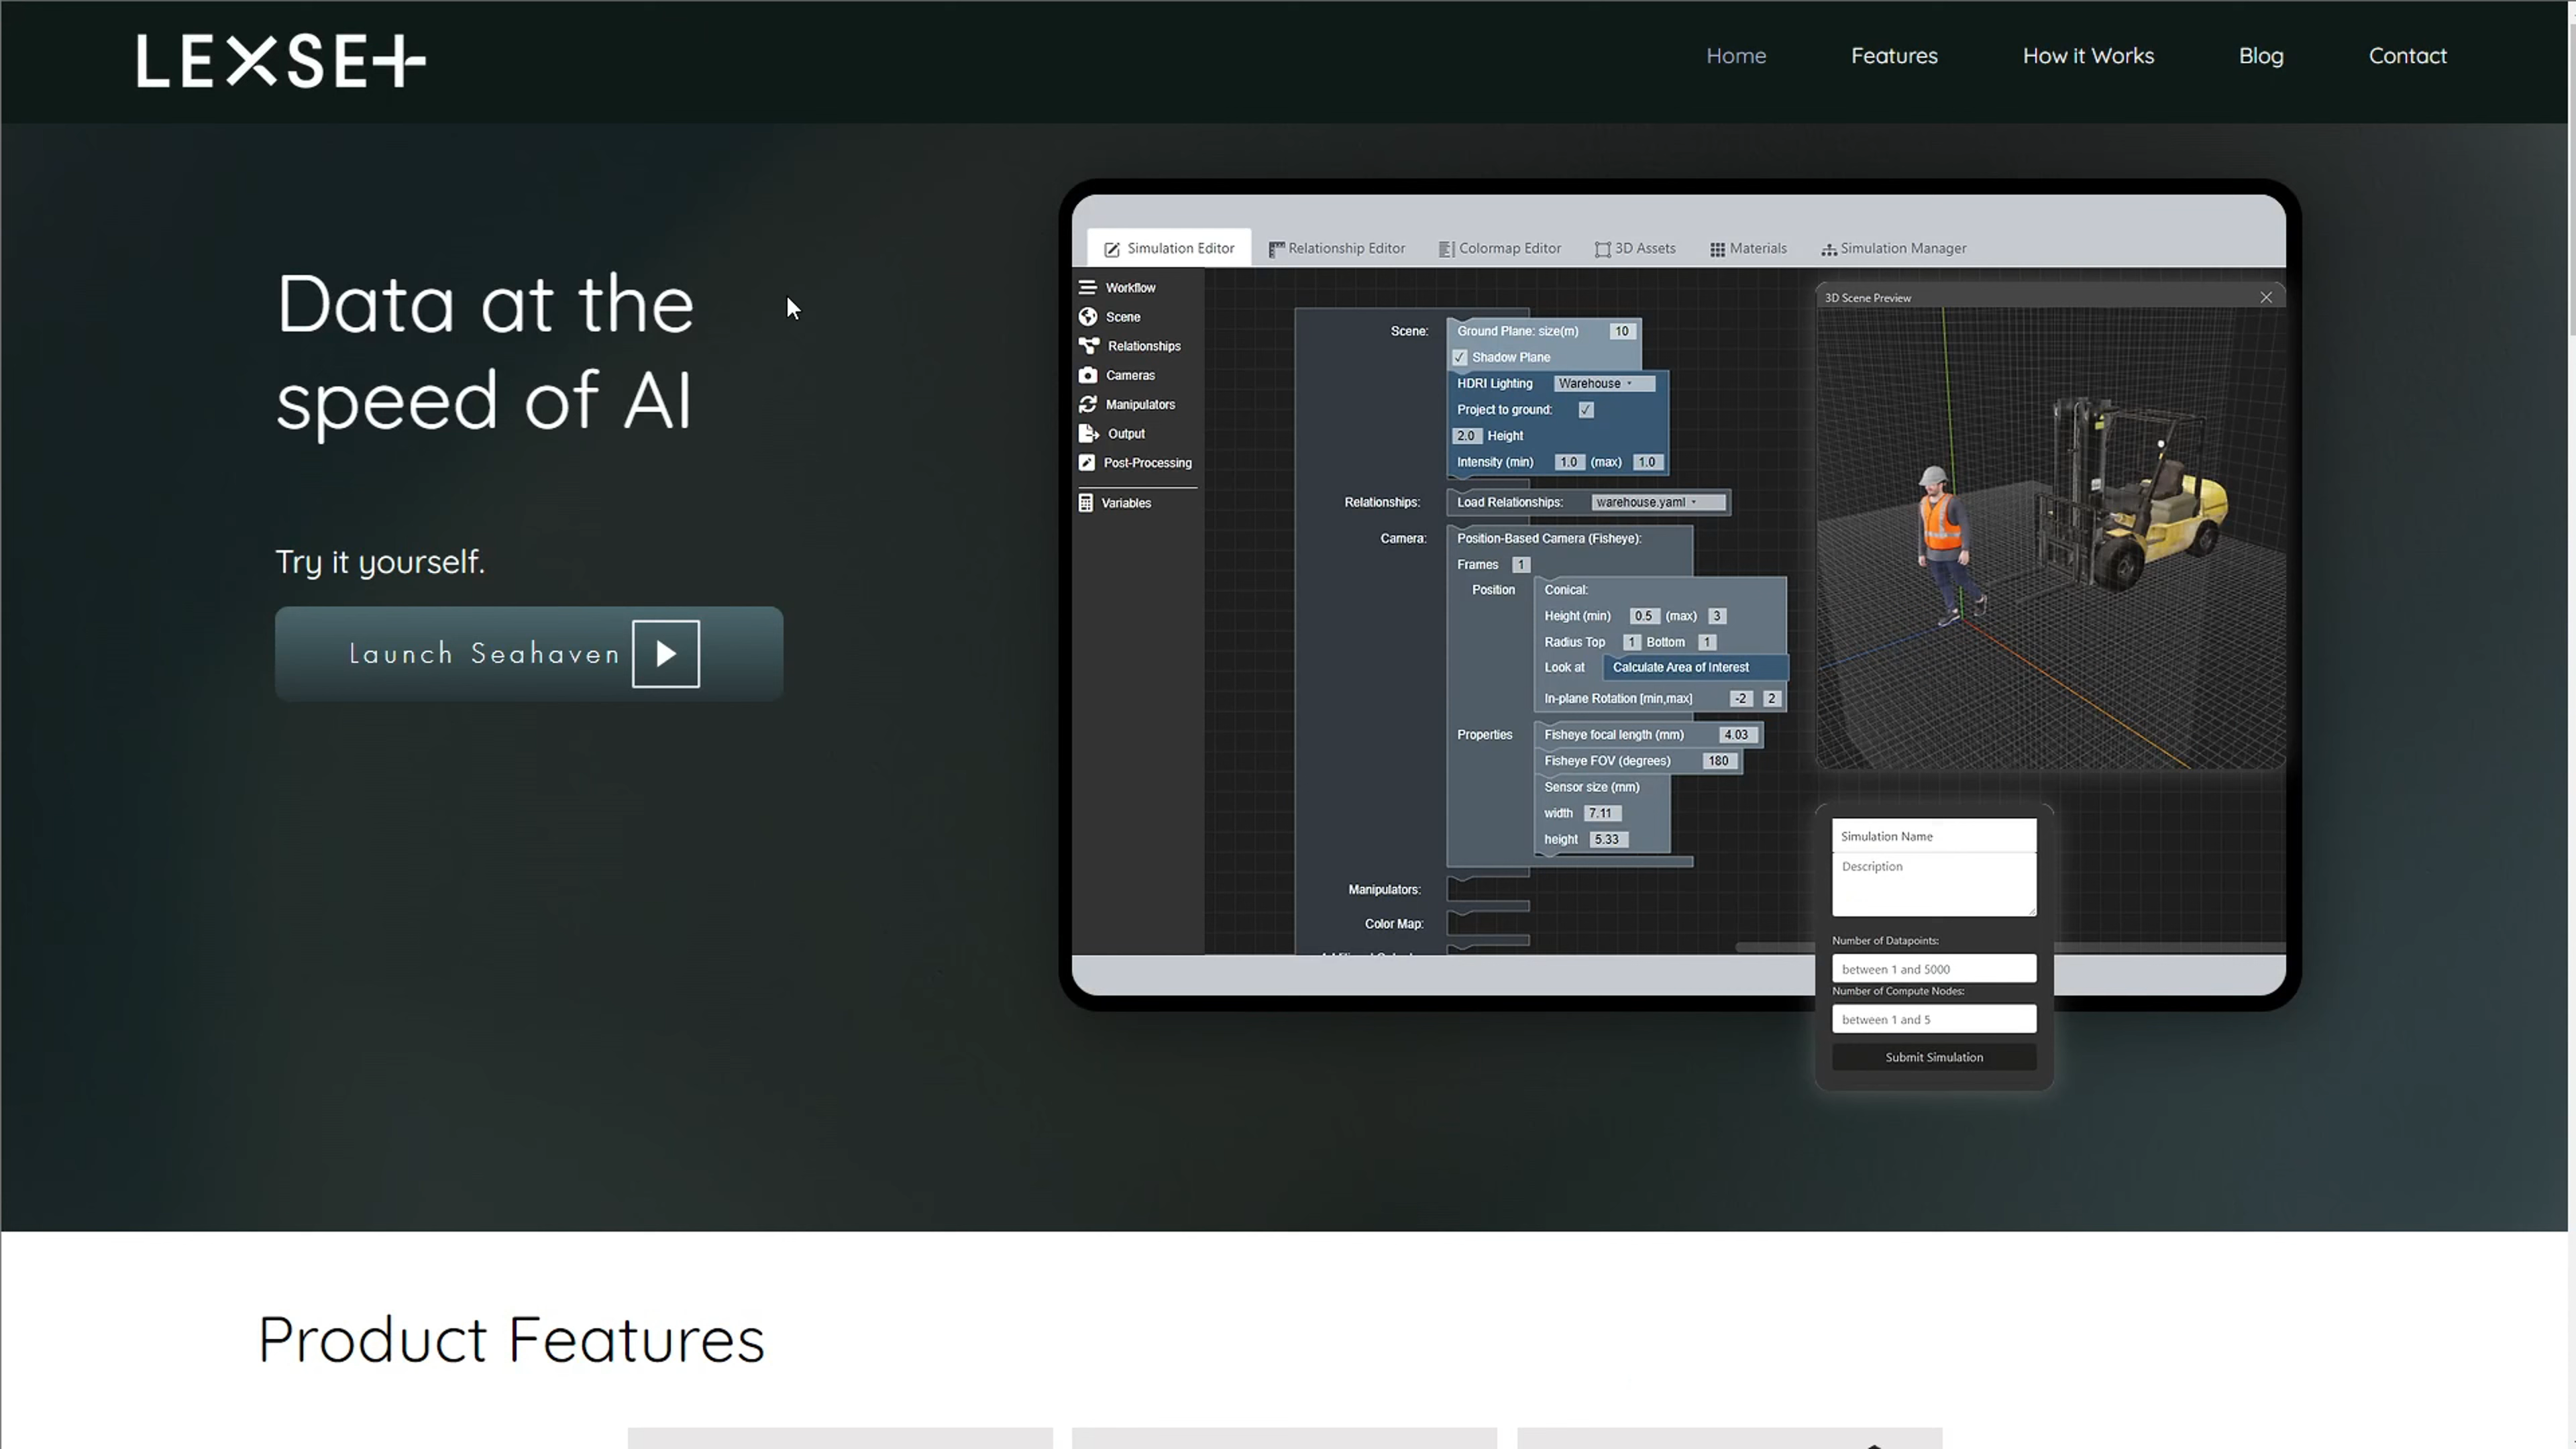 LEXSET
Home
Features
How it Works
Blog
Contact
Data at the
speed of AI
Try it yourself.
Launch Seahaven
Simulation Editor
Relationship Editor
Colormap Editor
3D Assets
Materials
Simulation Manager
Workflow
Scene
Relationships
Cameras
Manipulators
Output
Post-Processing
Variables
Scene:
Ground Plane: size(m) 10
Shadow Plane
HDRI Lighting Warehouse
Project to ground:
2.0 Height
Intensity (min) 1.0 (max) 1.0
Relationships:
Load Relationships: warehouse.yaml
Camera:
Position-Based Camera (Fisheye):
Frames 1
Position
Conical:
Height (min) 0.5 (max) 3
Radius Top 1 Bottom 1
Look at Calculate Area of Interest
In-plane Rotation [min,max] -2 2
Properties
Fisheye focal length (mm) 4.03
Fisheye FOV (degrees) 180
Sensor size (mm)
width 7.11
height 5.33
Manipulators:
Color Map:
3D Scene Preview
Simulation Name
Description
Number of Datapoints:
between 1 and 5000
Number of Compute Nodes:
between 1 and 5
Submit Simulation
Product Features